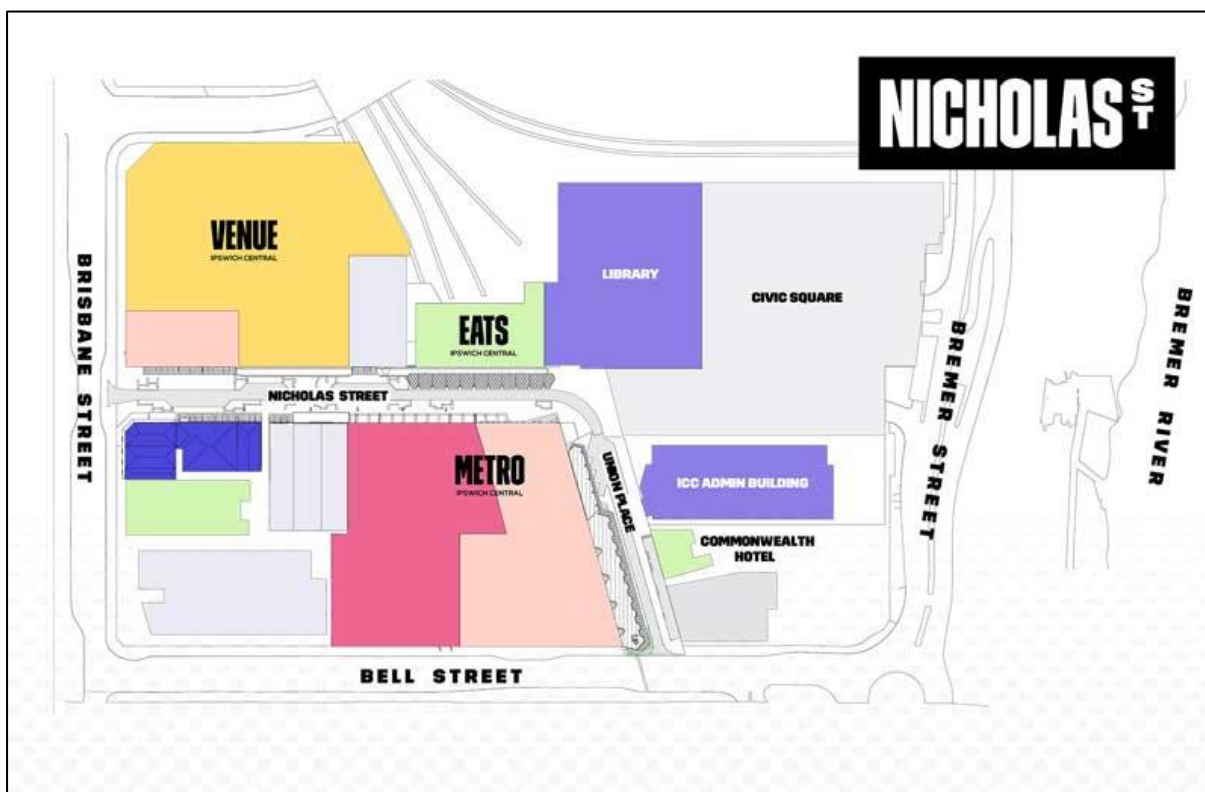 NICHOLAS ST
VENUE
IPSWICH CENTRAL
LIBRARY
CIVIC SQUARE
EATS
IPSWICH CENTRAL
BRISBANE STREET
NICHOLAS STREET
BREMER STREET
BREMER RIVER
METRO
IPSWICH CENTRAL
UNION PLACE
ICC ADMIN BUILDING
COMMONWEALTH
HOTEL
BELL STREET